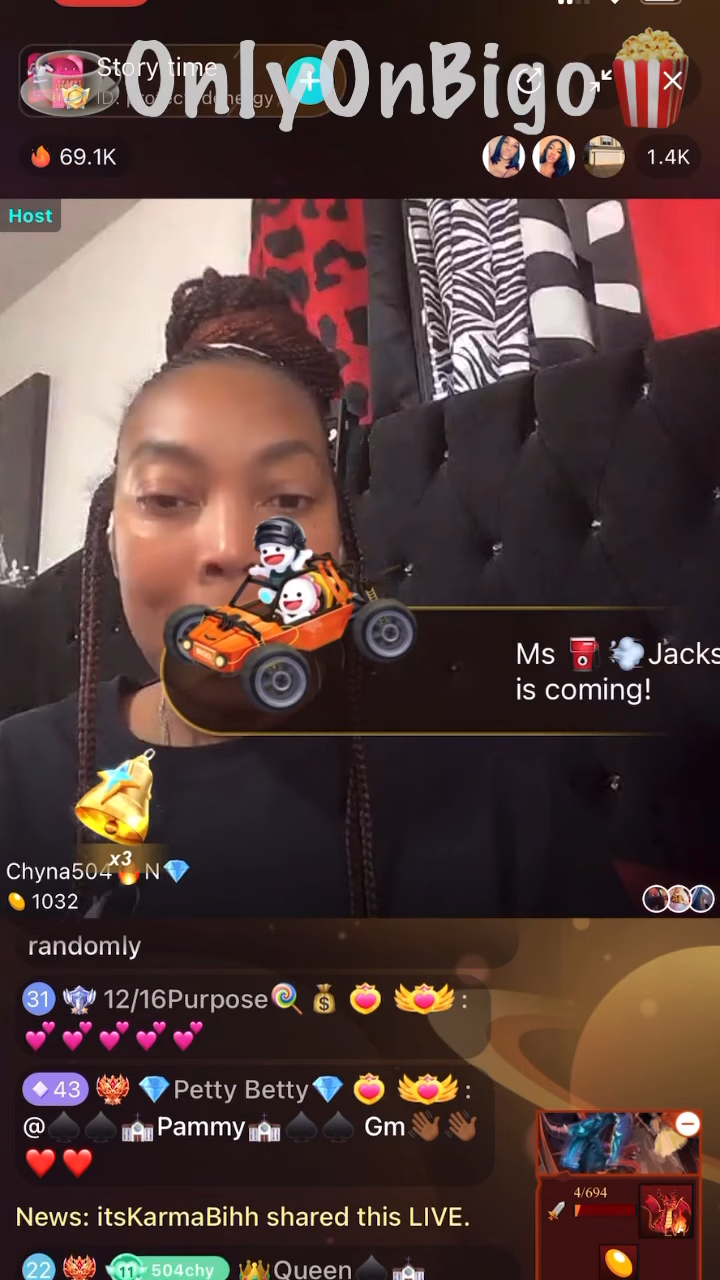 OnlyOnBigo
Story time
69.1K
1.4K
Host
Ms ⛽💨Jacks
is coming!
x3
Chyna504🔥N💎
1032
randomly
31 12/16Purpose🍭💰 :
💕💕💕💕💕
43 💎Petty Betty💎 :
@♠️♠️⛪Pammy⛪♠️♠️ Gm👋🏾👋🏾
❤️❤️
4/694
News: itsKarmaBihh shared this LIVE.
22 11 504chy 👑Queen♠️⛪